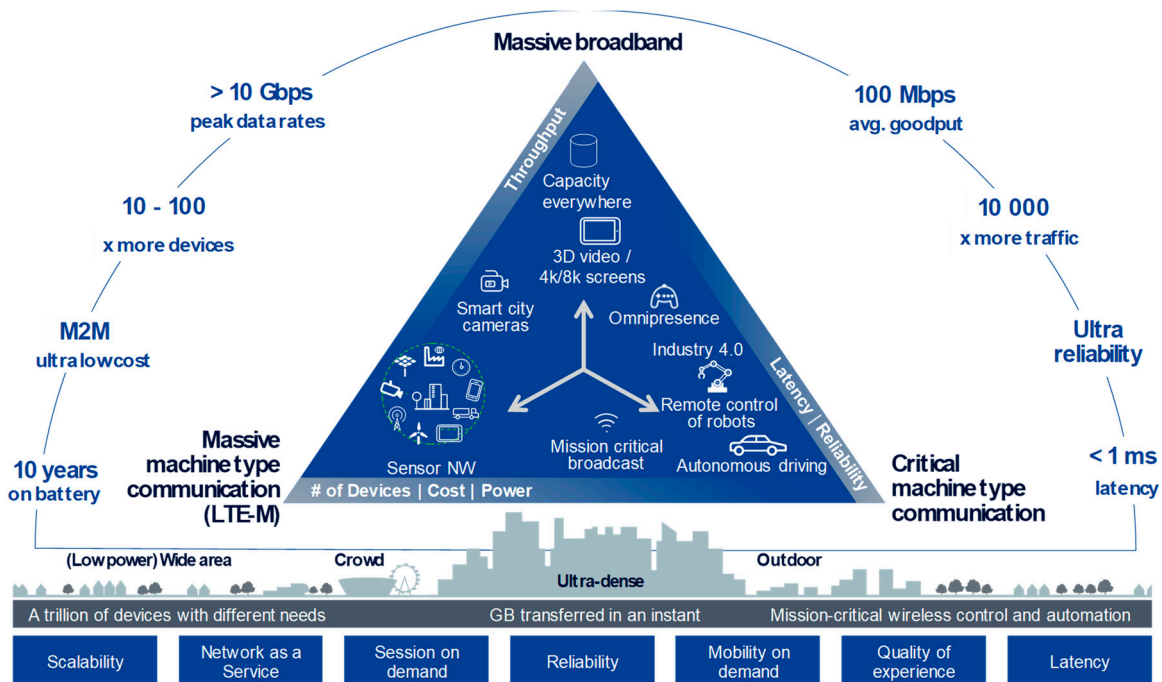 Massive broadband
> 10 Gbps
peak data rates
100 Mbps
avg. goodput
10 - 100
x more devices
10 000
x more traffic
M2M
ultra low cost
Ultra
reliability
10 years
on battery
< 1 ms
latency
Throughput
Capacity
everywhere
3D video /
4k/8k screens
Smart city
cameras
Omnipresence
Industry 4.0
Remote control
of robots
Mission critical
broadcast
Autonomous driving
Sensor NW
Latency | Reliability
# of Devices | Cost | Power
Massive
machine type
communication
(LTE-M)
Critical
machine type
communication
(Low power) Wide area
Crowd
Ultra-dense
Outdoor
A trillion of devices with different needs
GB transferred in an instant
Mission-critical wireless control and automation
Scalability
Network as a
Service
Session on
demand
Reliability
Mobility on
demand
Quality of
experience
Latency